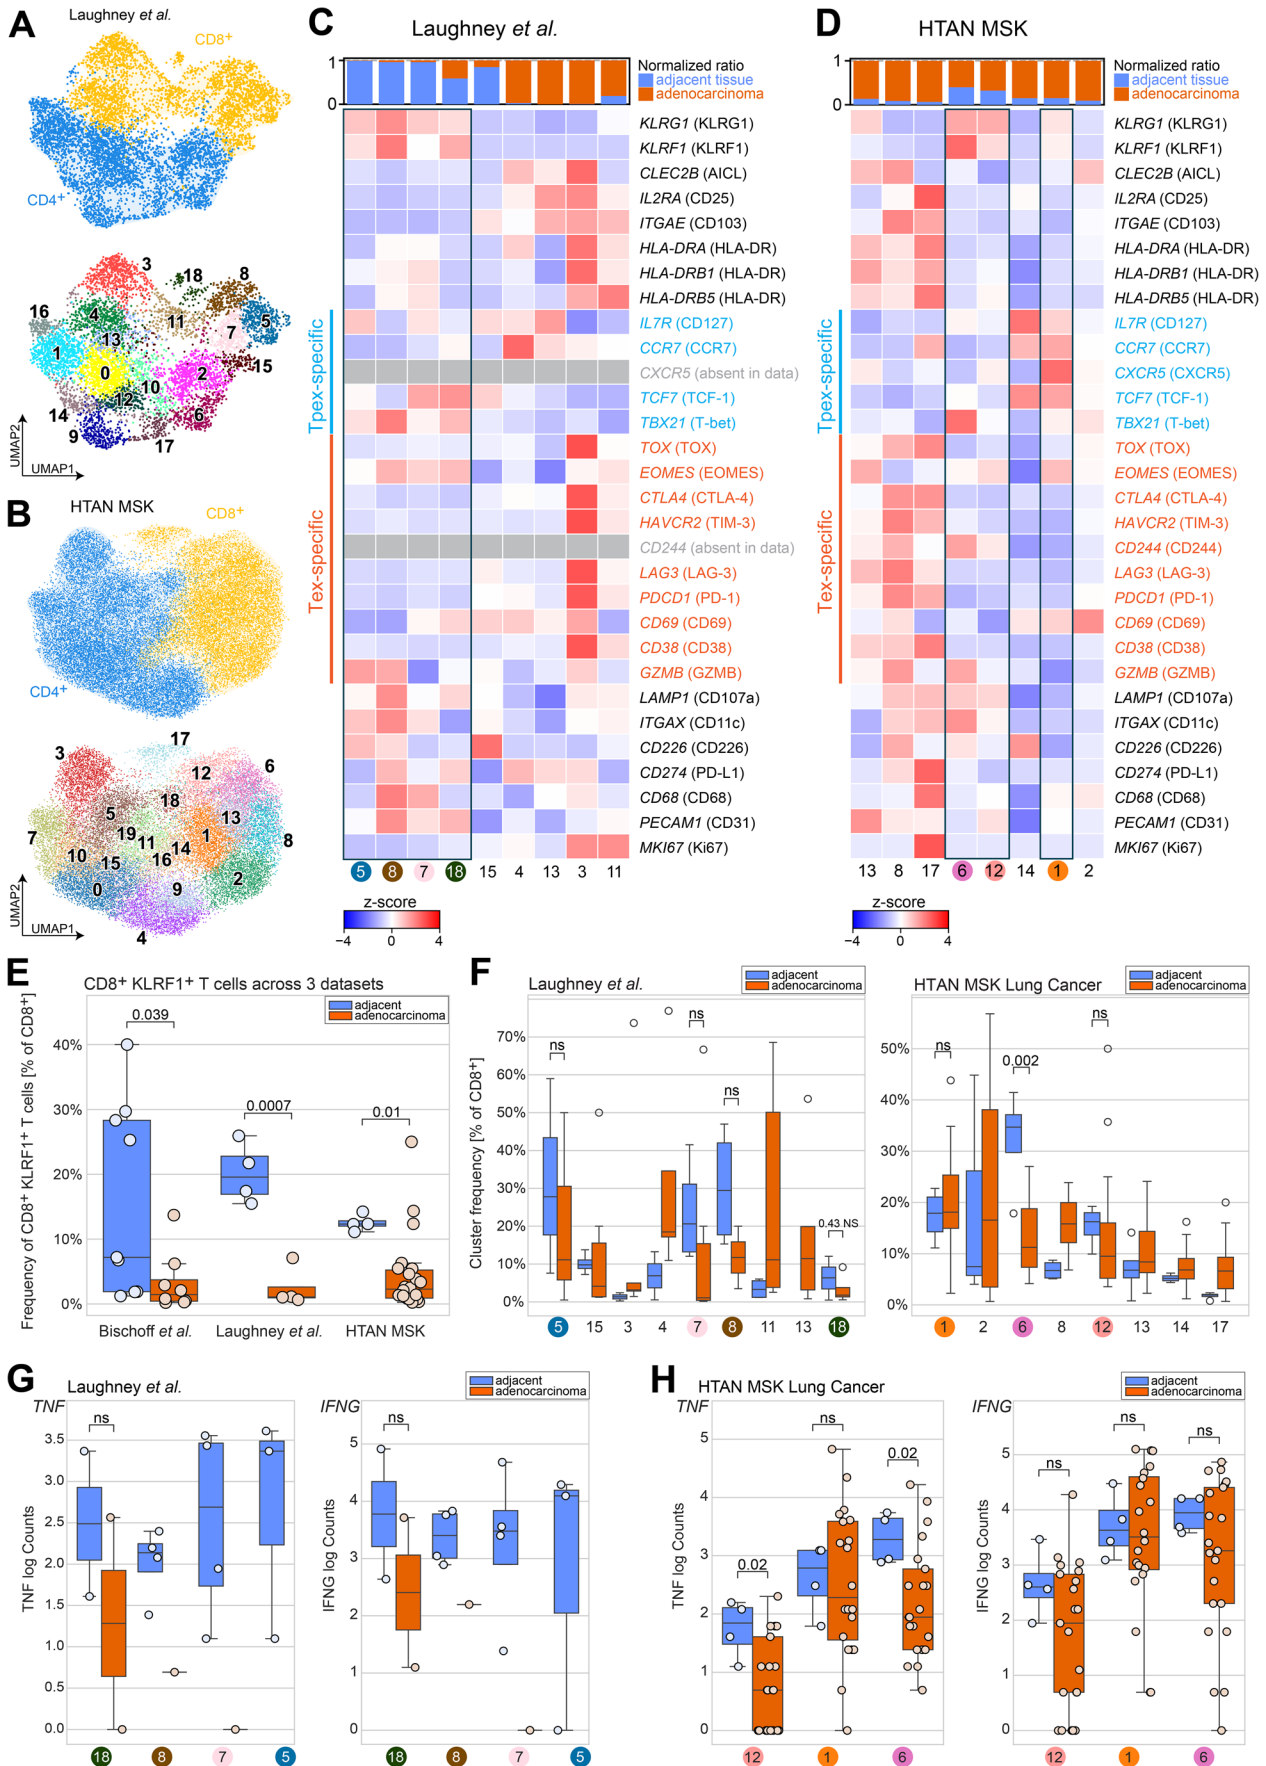 A
Laughney et al.
CD8+
CD4+
3
18
8
16
4
11
7
5
13
1
0
2
15
10
12
14
6
9
17
UMAP2
UMAP1
B
HTAN MSK
CD8+
CD4+
17
3
12
6
18
5
13
7
19
11
1
8
14
10
15
16
0
9
2
4
UMAP2
UMAP1
C
Laughney et al.
1
0
Normalized ratio
adjacent tissue
adenocarcinoma
KLRG1 (KLRG1)
KLRF1 (KLRF1)
CLEC2B (AICL)
IL2RA (CD25)
ITGAE (CD103)
HLA-DRA (HLA-DR)
HLA-DRB1 (HLA-DR)
HLA-DRB5 (HLA-DR)
Tpex-specific
IL7R (CD127)
CCR7 (CCR7)
CXCR5 (absent in data)
TCF7 (TCF-1)
TBX21 (T-bet)
Tex-specific
TOX (TOX)
EOMES (EOMES)
CTLA4 (CTLA-4)
HAVCR2 (TIM-3)
CD244 (absent in data)
LAG3 (LAG-3)
PDCD1 (PD-1)
CD69 (CD69)
CD38 (CD38)
GZMB (GZMB)
LAMP1 (CD107a)
ITGAX (CD11c)
CD226 (CD226)
CD274 (PD-L1)
CD68 (CD68)
PECAM1 (CD31)
MKI67 (Ki67)
5 8 7 18 15 4 13 3 11
z-score
−4 0 4
D
HTAN MSK
1
0
Normalized ratio
adjacent tissue
adenocarcinoma
KLRG1 (KLRG1)
KLRF1 (KLRF1)
CLEC2B (AICL)
IL2RA (CD25)
ITGAE (CD103)
HLA-DRA (HLA-DR)
HLA-DRB1 (HLA-DR)
HLA-DRB5 (HLA-DR)
Tpex-specific
IL7R (CD127)
CCR7 (CCR7)
CXCR5 (CXCR5)
TCF7 (TCF-1)
TBX21 (T-bet)
Tex-specific
TOX (TOX)
EOMES (EOMES)
CTLA4 (CTLA-4)
HAVCR2 (TIM-3)
CD244 (CD244)
LAG3 (LAG-3)
PDCD1 (PD-1)
CD69 (CD69)
CD38 (CD38)
GZMB (GZMB)
LAMP1 (CD107a)
ITGAX (CD11c)
CD226 (CD226)
CD274 (PD-L1)
CD68 (CD68)
PECAM1 (CD31)
MKI67 (Ki67)
13 8 17 6 12 14 1 2
z-score
−4 0 4
E
CD8+ KLRF1+ T cells across 3 datasets
adjacent
adenocarcinoma
Frequency of CD8+ KLRF1+ T cells [% of CD8+]
40%
30%
20%
10%
0%
0.039
0.0007
0.01
Bischoff et al. Laughney et al. HTAN MSK
F
Laughney et al.
adjacent
adenocarcinoma
Cluster frequency [% of CD8+]
70%
60%
50%
40%
30%
20%
10%
0%
ns
ns
ns
0.43 NS
5 15 3 4 7 8 11 13 18
HTAN MSK Lung Cancer
adjacent
adenocarcinoma
50%
40%
30%
20%
10%
0%
ns
0.002
ns
1 2 6 8 12 13 14 17
G
Laughney et al.
adjacent
adenocarcinoma
TNF
TNF log Counts
3.5
3.0
2.5
2.0
1.5
1.0
0.5
0.0
ns
18 8 7 5
IFNG
IFNG log Counts
5
4
3
2
1
0
ns
18 8 7 5
H
HTAN MSK Lung Cancer
adjacent
adenocarcinoma
TNF
TNF log Counts
5
4
3
2
1
0
0.02
ns
0.02
12 1 6
IFNG
IFNG log Counts
5
4
3
2
1
0
ns
ns
ns
12 1 6